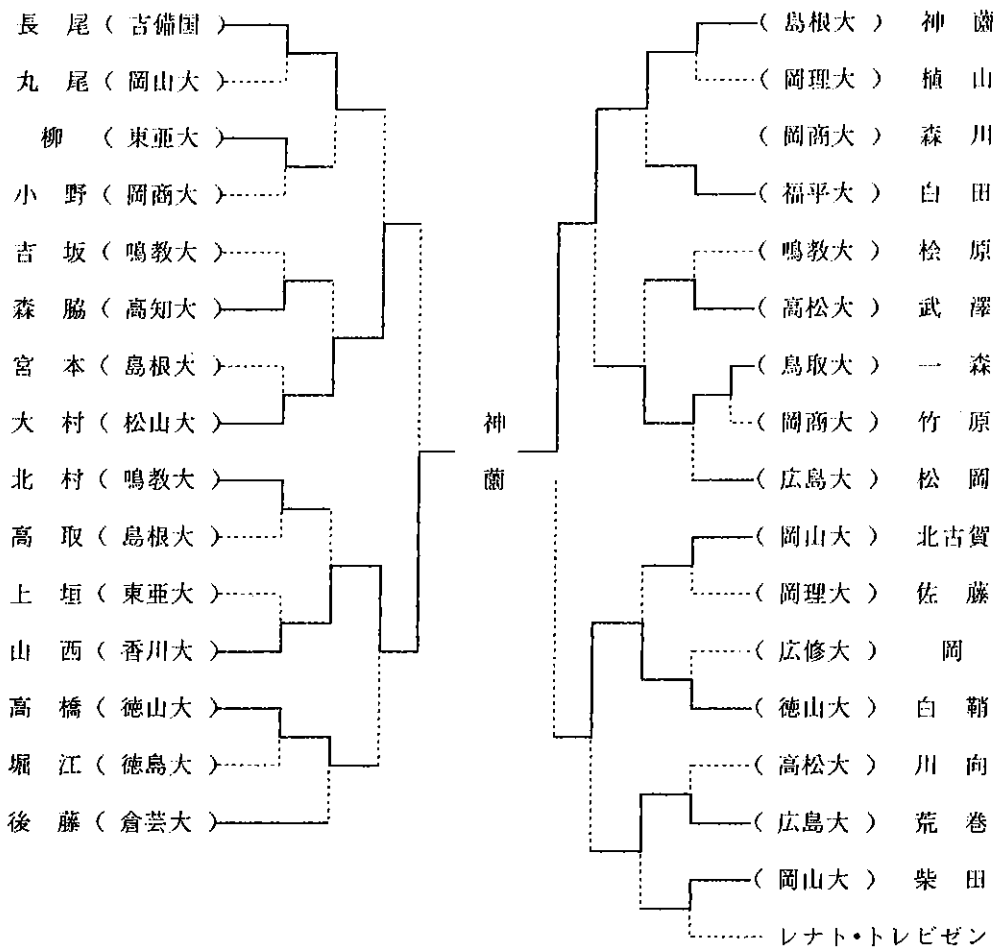 長尾（吉備国）
丸尾（岡山大）
柳（東亜大）
小野（岡商大）
吉坂（鳴教大）
森脇（高知大）
宮本（島根大）
大村（松山大）
北村（鳴教大）
高取（島根大）
上垣（東亜大）
山西（香川大）
高橋（徳山大）
堀江（徳島大）
後藤（倉芸大）
神薗
（島根大）神薗
（岡理大）植山
（岡商大）森川
（福平大）白田
（鳴教大）桧原
（高松大）武澤
（鳥取大）一森
（岡商大）竹原
（広島大）松岡
（岡山大）北古賀
（岡理大）佐藤
（広修大）岡
（徳山大）白鞘
（高松大）川向
（広島大）荒巻
（岡山大）柴田
レナト・トレビゼン